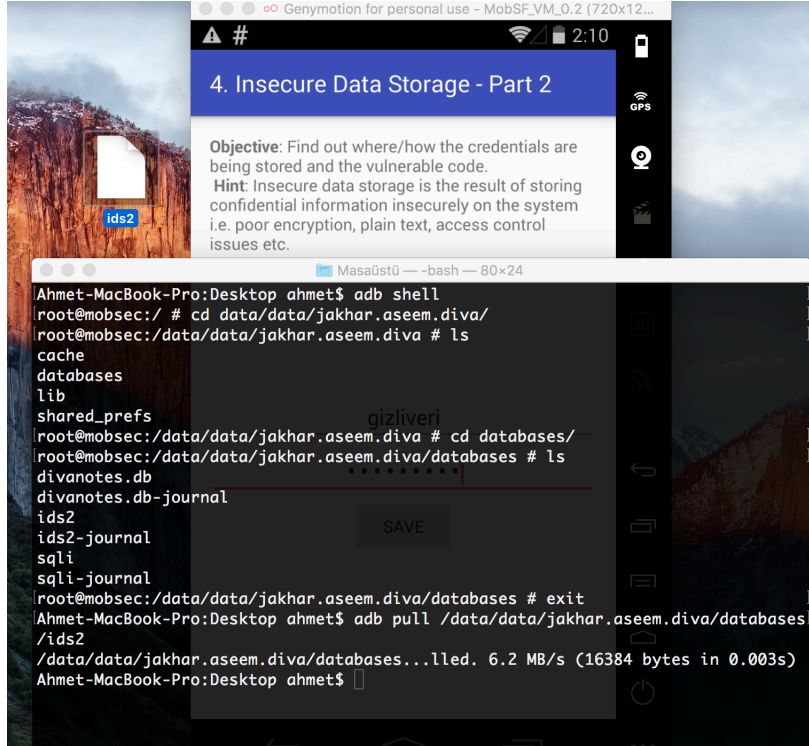 Genymotion for personal use - MobSF_VM_0.2 (720x12...
# 2:10
4. Insecure Data Storage - Part 2
GPS
Objective: Find out where/how the credentials are
being stored and the vulnerable code.
Hint: Insecure data storage is the result of storing
confidential information insecurely on the system
i.e. poor encryption, plain text, access control
issues etc.
ids2
Masaüstü — -bash — 80×24
[Ahmet-MacBook-Pro:Desktop ahmet$ adb shell
[root@mobsec:/ # cd data/data/jakhar.aseem.diva/
[root@mobsec:/data/data/jakhar.aseem.diva # ls
cache
databases
lib
shared_prefs
gizliveri
[root@mobsec:/data/data/jakhar.aseem.diva # cd databases/
[root@mobsec:/data/data/jakhar.aseem.diva/databases # ls
divanotes.db
divanotes.db-journal
ids2
ids2-journal
SAVE
sqli
sqli-journal
[root@mobsec:/data/data/jakhar.aseem.diva/databases # exit
[Ahmet-MacBook-Pro:Desktop ahmet$ adb pull /data/data/jakhar.aseem.diva/databases
/ids2
/data/data/jakhar.aseem.diva/databases...lled. 6.2 MB/s (16384 bytes in 0.003s)
Ahmet-MacBook-Pro:Desktop ahmet$
ID